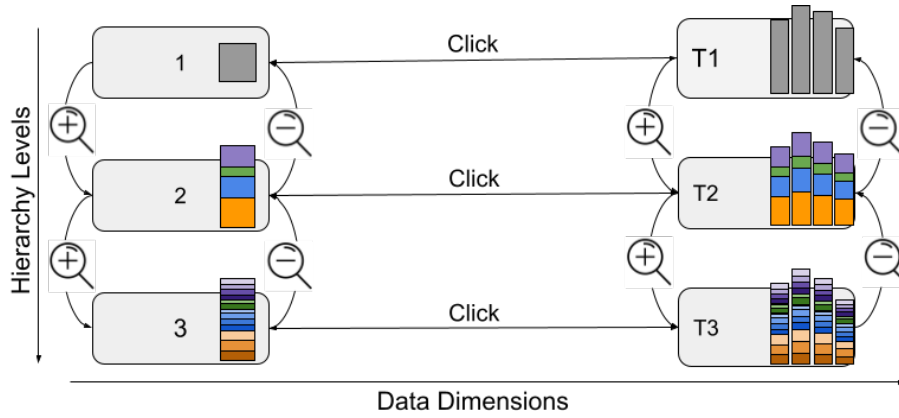 Click
1
T1
Click
2
T2
Click
3
T3
Hierarchy Levels
Data Dimensions